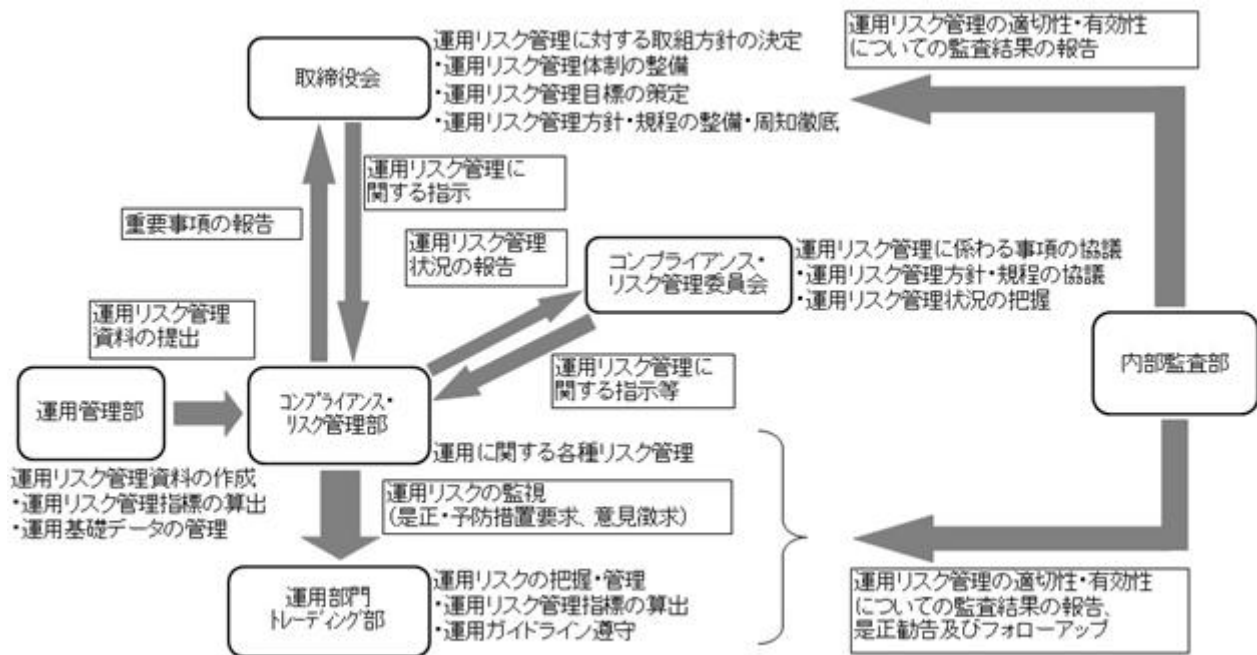 運用リスク管理に対する取組方針の決定
・運用リスク管理体制の整備
・運用リスク管理目標の策定
・運用リスク管理方針・規程の整備・周知徹底
取締役会
運用リスク管理の適切性・有効性
についての監査結果の報告
運用リスク管理に
関する指示
重要事項の報告
運用リスク管理
状況の報告
コンプライアンス・
リスク管理委員会
運用リスク管理に係わる事項の協議
・運用リスク管理方針・規程の協議
・運用リスク管理状況の把握
運用リスク管理
資料の提出
運用リスク管理に
関する指示等
内部監査部
運用管理部
コンプライアンス・
リスク管理部
運用に関する各種リスク管理
運用リスク管理資料の作成
・運用リスク管理指標の算出
・運用基礎データの管理
運用リスクの監視
(是正・予防措置要求、意見徴求)
運用部門
トレーディング部
運用リスクの把握・管理
・運用リスク管理指標の算出
・運用ガイドライン遵守
運用リスク管理の適切性・有効性
についての監査結果の報告、
是正勧告及びフォローアップ